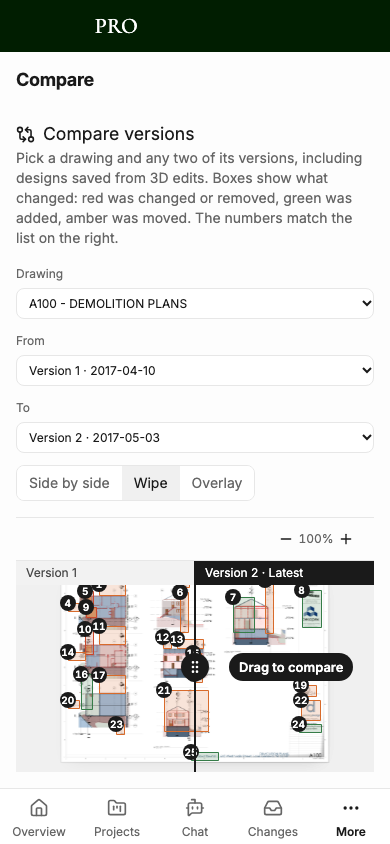 PRO
Compare
Compare versions
Pick a drawing and any two of its versions, including
designs saved from 3D edits. Boxes show what
changed: red was changed or removed, green was
added, amber was moved. The numbers match the
list on the right.
Drawing
A100 - DEMOLITION PLANS
From
Version 1 · 2017-04-10
To
Version 2 · 2017-05-03
Side by side Wipe Overlay
100%
Version 1 Version 2 · Latest
5 6 7 8
4 9
10 11
12 13
14
Drag to compare
16 17
19
20 21 22
23 24
25
Overview Projects Chat Changes More